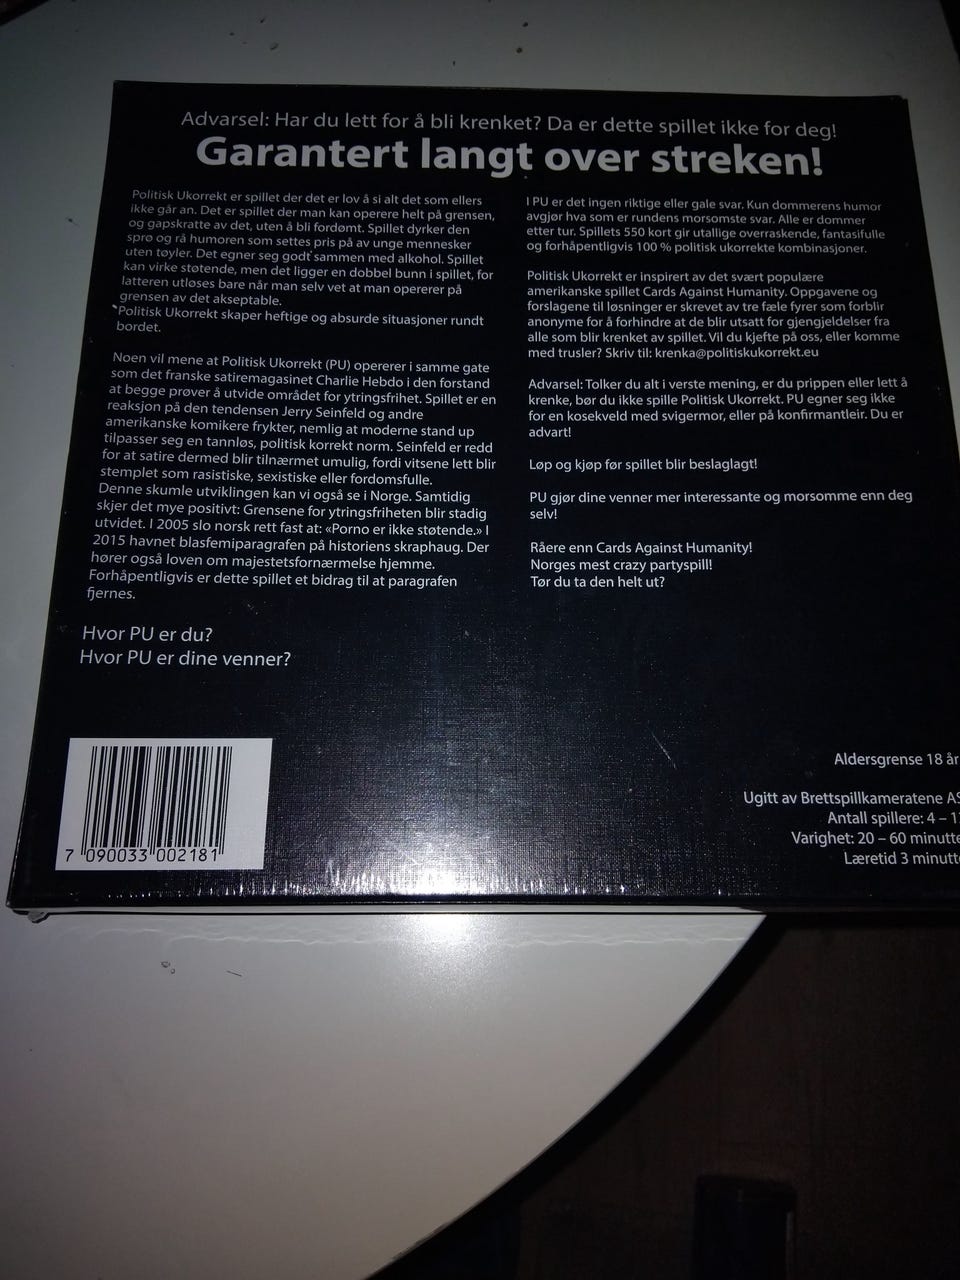 Advarsel: Har du lett for å bli krenket? Da er dette spillet ikke for deg!
Garantert langt over streken!
Politisk Ukorrekt er spillet der det er lov å si alt det som ellers
ikke går an. Det er spillet der man kan operere helt på grensen,
og gapskratte av det, uten å bli fordømt. Spillet dyrker den
sprø og rå humoren som settes pris på av unge mennesker
uten tøyler. Det egner seg godt sammen med alkohol. Spillet
kan virke støtende, men det ligger en dobbel bunn i spillet, for
latteren utløses bare når man selv vet at man opererer på
grensen av det akseptable.
Politisk Ukorrekt skaper heftige og absurde situasjoner rundt
bordet.
Noen vil mene at Politisk Ukorrekt (PU) opererer i samme gate
som det franske satiremagasinet Charlie Hebdo i den forstand
at begge prøver å utvide området for ytringsfrihet. Spillet er en
reaksjon på den tendensen Jerry Seinfeld og andre
amerikanske komikere frykter, nemlig at moderne stand up
tilpasser seg en tannløs, politisk korrekt norm. Seinfeld er redd
for at satire dermed blir tilnærmet umulig, fordi vitsene lett blir
stemplet som rasistiske, sexistiske eller fordomsfulle.
Denne skumle utviklingen kan vi også se i Norge. Samtidig
skjer det mye positivt: Grensene for ytringsfriheten blir stadig
utvidet. I 2005 slo norsk rett fast at: «Porno er ikke støtende.» I
2015 havnet blasfemiparagrafen på historiens skraphaug. Der
hører også loven om majestetsfornærmelse hjemme.
Forhåpentligvis er dette spillet et bidrag til at paragrafen
fjernes.
Hvor PU er du?
Hvor PU er dine venner?
I PU er det ingen riktige eller gale svar. Kun dommerens humor
avgjør hva som er rundens morsomste svar. Alle er dommer
etter tur. Spillets 550 kort gir utallige overraskende, fantasifulle
og forhåpentligvis 100 % politisk ukorrekte kombinasjoner.
Politisk Ukorrekt er inspirert av det svært populære
amerikanske spillet Cards Against Humanity. Oppgavene og
forslagene til løsninger er skrevet av tre fæle fyrer som forblir
anonyme for å forhindre at de blir utsatt for gjengjeldelser fra
alle som blir krenket av spillet. Vil du kjefte på oss, eller komme
med trusler? Skriv til: krenka@politiskukorrekt.eu
Advarsel: Tolker du alt i verste mening, er du prippen eller lett å
krenke, bør du ikke spille Politisk Ukorrekt. PU egner seg ikke
for en kosekveld med svigermor, eller på konfirmantleir. Du er
advart!
Løp og kjøp før spillet blir beslaglagt!
PU gjør dine venner mer interessante og morsomme enn deg
selv!
Råere enn Cards Against Humanity!
Norges mest crazy partyspill!
Tør du ta den helt ut?
7 090033 002181
Aldersgrense 18 år
Ugitt av Brettspillkameratene AS
Antall spillere: 4 –
Varighet: 20 – 60 minutte
Læretid 3 minutt